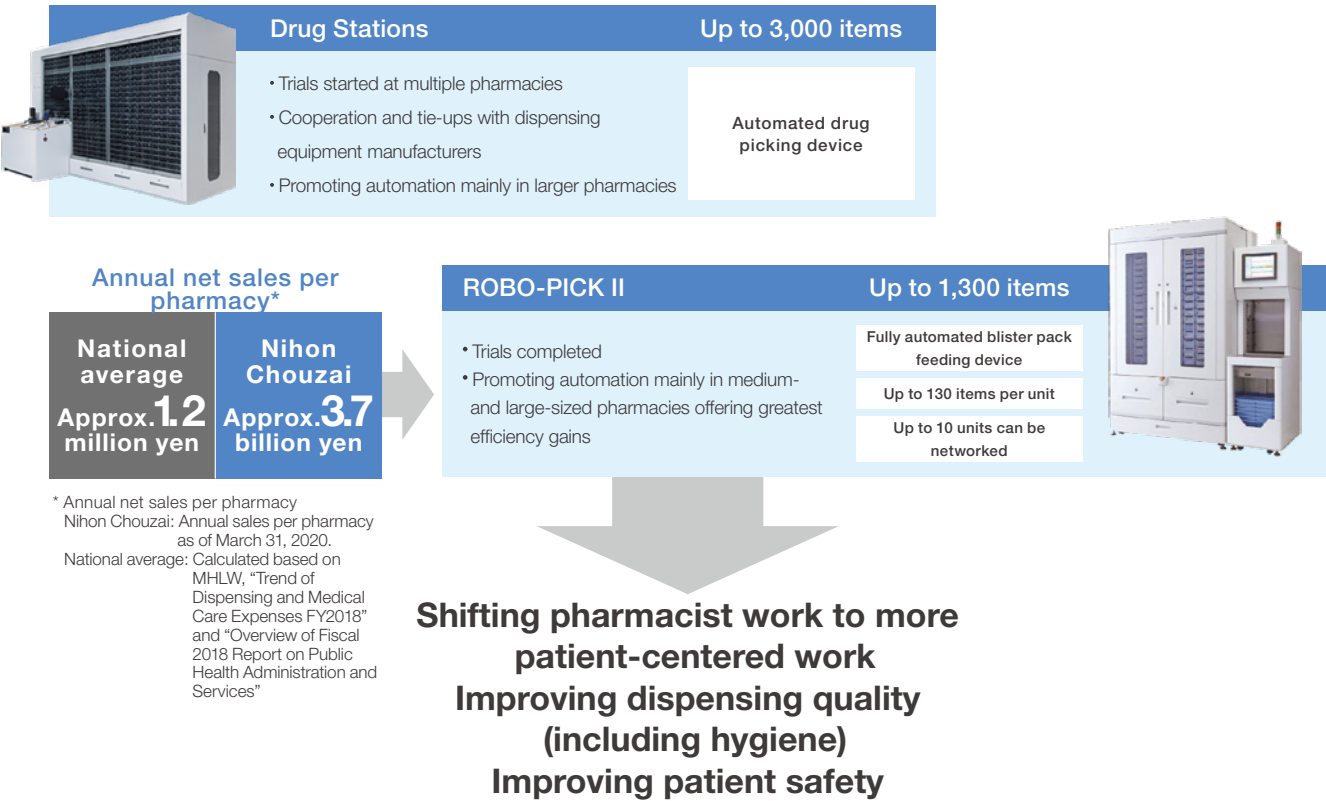 Drug Stations
Up to 3,000 items
• Trials started at multiple pharmacies
• Cooperation and tie-ups with dispensing
equipment manufacturers
• Promoting automation mainly in larger pharmacies
Automated drug
picking device
Annual net sales per
pharmacy*
National
average
Approx.1.2
million yen
Nihon
Chouzai
Approx.3.7
billion yen
* Annual net sales per pharmacy
Nihon Chouzai: Annual sales per pharmacy
as of March 31, 2020.
National average: Calculated based on
MHLW, “Trend of
Dispensing and Medical
Care Expenses FY2018”
and “Overview of Fiscal
2018 Report on Public
Health Administration and
Services”
ROBO-PICK II
Up to 1,300 items
• Trials completed
• Promoting automation mainly in medium-
and large-sized pharmacies offering greatest
efficiency gains
Fully automated blister pack
feeding device
Up to 130 items per unit
Up to 10 units can be
networked
Shifting pharmacist work to more
patient-centered work
Improving dispensing quality
(including hygiene)
Improving patient safety